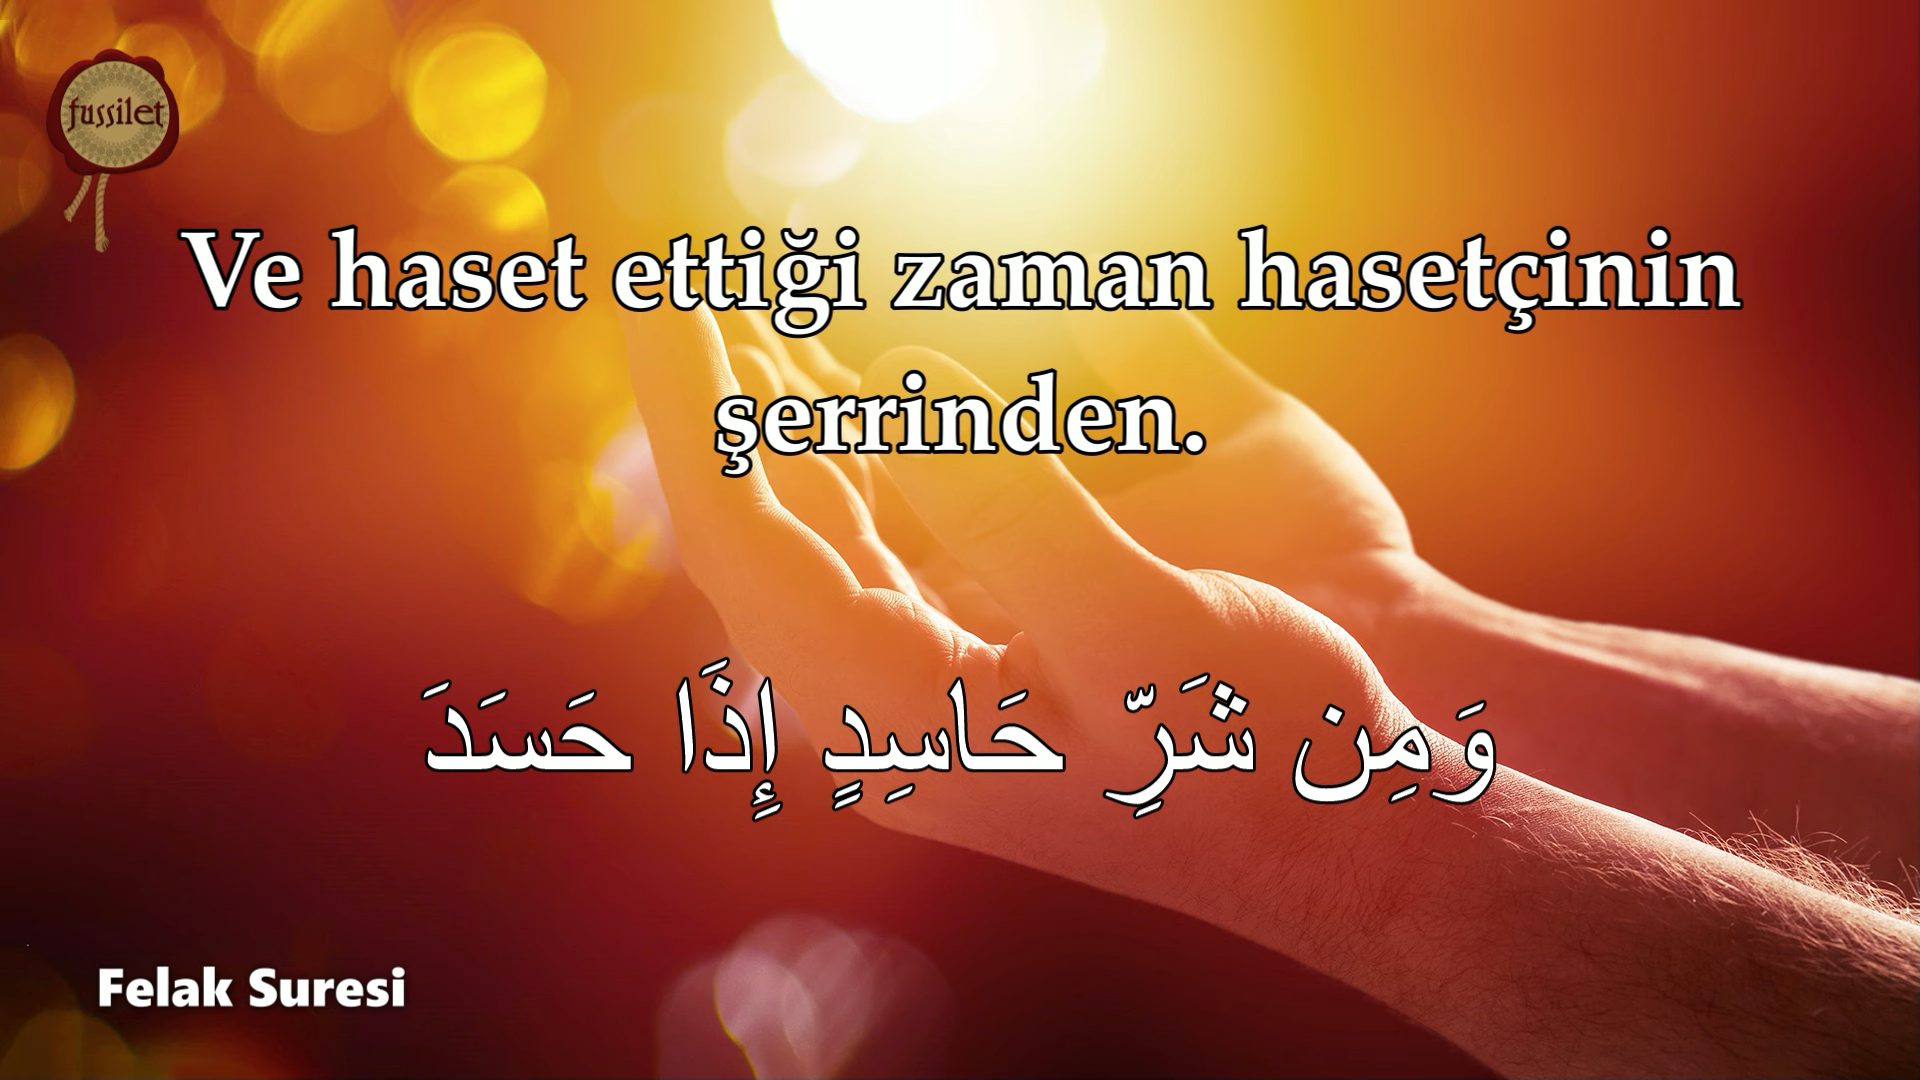 fussilet
Ve haset ettiği zaman hasetçinin
şerrinden.
وَمِن شَرِّ حَاسِدٍ إِذَا حَسَدَ
Felak Suresi